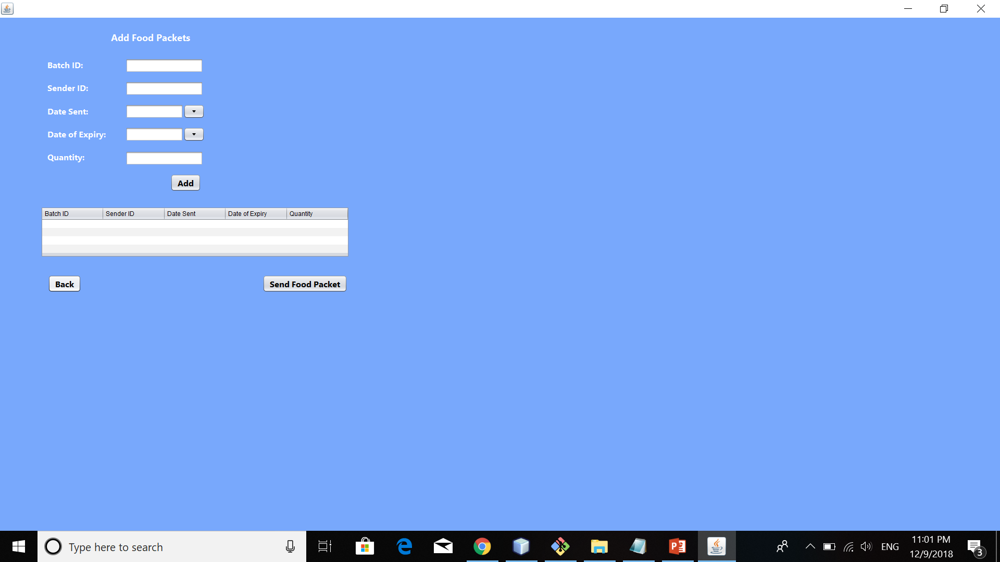 Add Food Packets
Batch ID:
Sender ID:
Date Sent:
Date of Expiry:
Quantity:
Add
Batch ID Sender ID Date Sent Date of Expiry Quantity
Back Send Food Packet
Type here to search
ENG
11:01 PM
12/9/2018
3